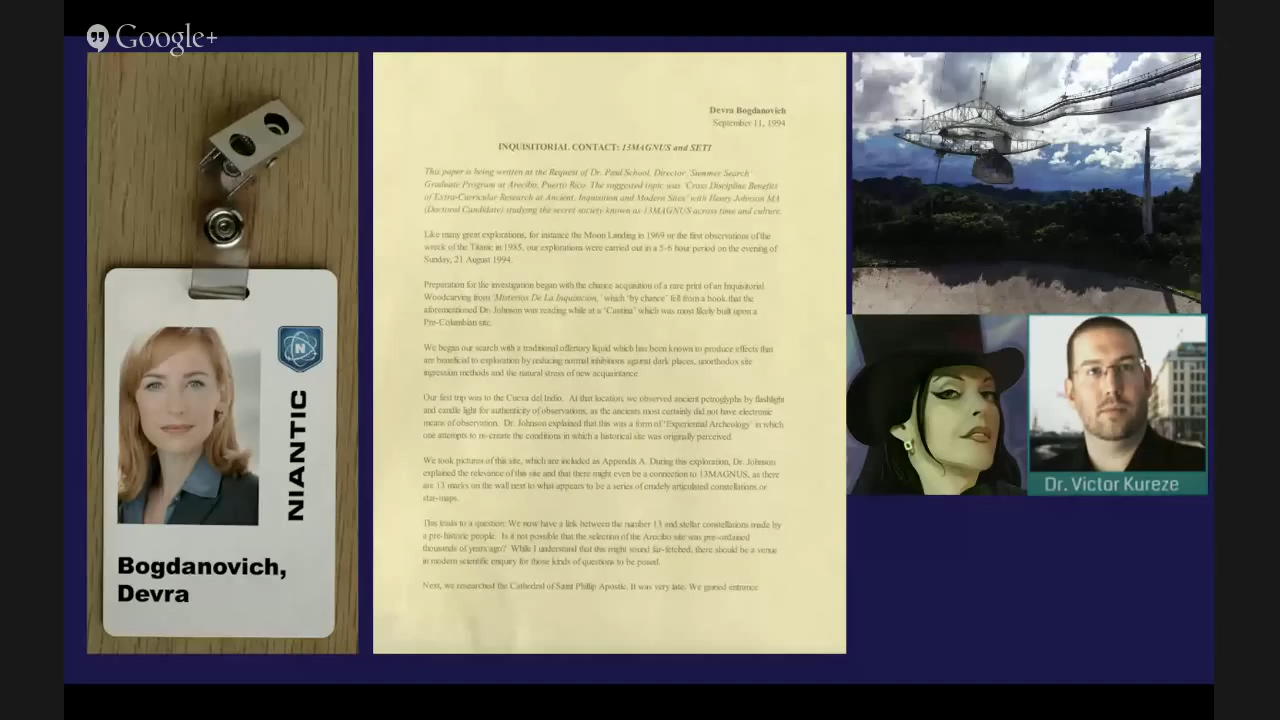 Google+
NIANTIC
Bogdanovich,
Devra
Devra Bogdanovich
September 11, 1994
INQUISITORIAL CONTACT: 13MAGNUS and SETI
This paper is being written at the Request of Dr. Paul School, Director 'Summer Search'
Graduate Program at Arecibo, Puerto Rico. The suggested topic was 'Cross Discipline Benefits
of Extra-Curricular Research at Ancient, Inquisition and Modern Sites' with Henry Johnson MA
(Doctoral Candidate) studying the secret society known as 13MAGNUS across time and culture.
Like many great explorations, for instance the Moon Landing in 1969 or the first observations of the
wreck of the Titanic in 1985, our explorations were carried out in a 5-6 hour period on the evening of
Sunday, 21 August 1994.
Preparation for the investigation began with the chance acquisition of a rare print of an Inquisitorial
Woodcarving from 'Misterios De La Inquisicion,' which 'by chance' fell from a book that the
aforementioned Dr. Johnson was reading while at a 'Cantina' which was most likely built upon a
Pre-Columbian site.
We began our search with a traditional offertory liquid which has been known to produce effects that
are beneficial to exploration by reducing normal inhibitions against dark places, unorthodox site
ingression methods and the natural stress of new acquaintance.
Our first trip was to the Cueva del Indio. At that location, we observed ancient petroglyphs by flashlight
and candle light for authenticity of observations, as the ancients most certainly did not have electronic
means of observation. Dr. Johnson explained that this was a form of 'Experiential Archeology' in which
one attempts to re-create the conditions in which a historical site was originally perceived.
We took pictures of this site, which are included as Appendix A. During this exploration, Dr. Johnson
explained the relevance of this site and that there might even be a connection to 13MAGNUS, as there
are 13 marks on the wall next to what appears to be a series of crudely articulated constellations or
star-maps.
This leads to a question: We now have a link between the number 13 and stellar constellations made by
a pre-historic people. Is it not possible that the selection of the Arecibo site was pre-ordained
thousands of years ago? While I understand that this might sound far-fetched, there should be a venue
in modern scientific enquiry for those kinds of questions to be posed.
Next, we researched the Cathedral of Saint Phillip Apostic. It was very late. We gained entrance
Dr. Victor Kureze